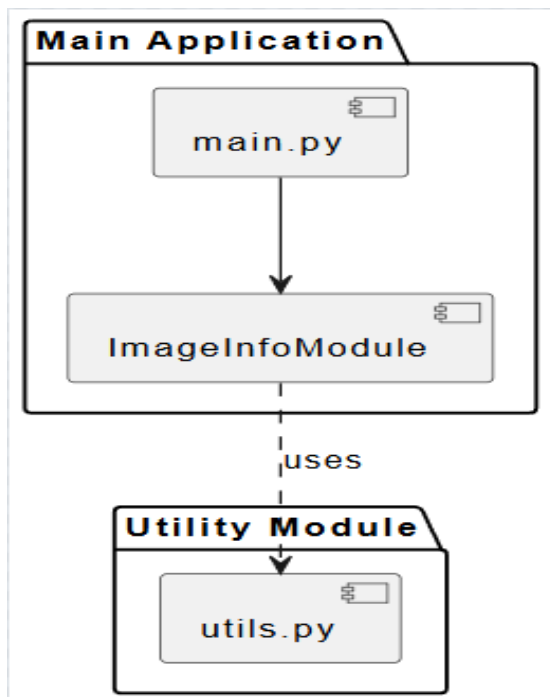 Main Application
main.py
ImageInfoModule
uses
Utility Module
utils.py